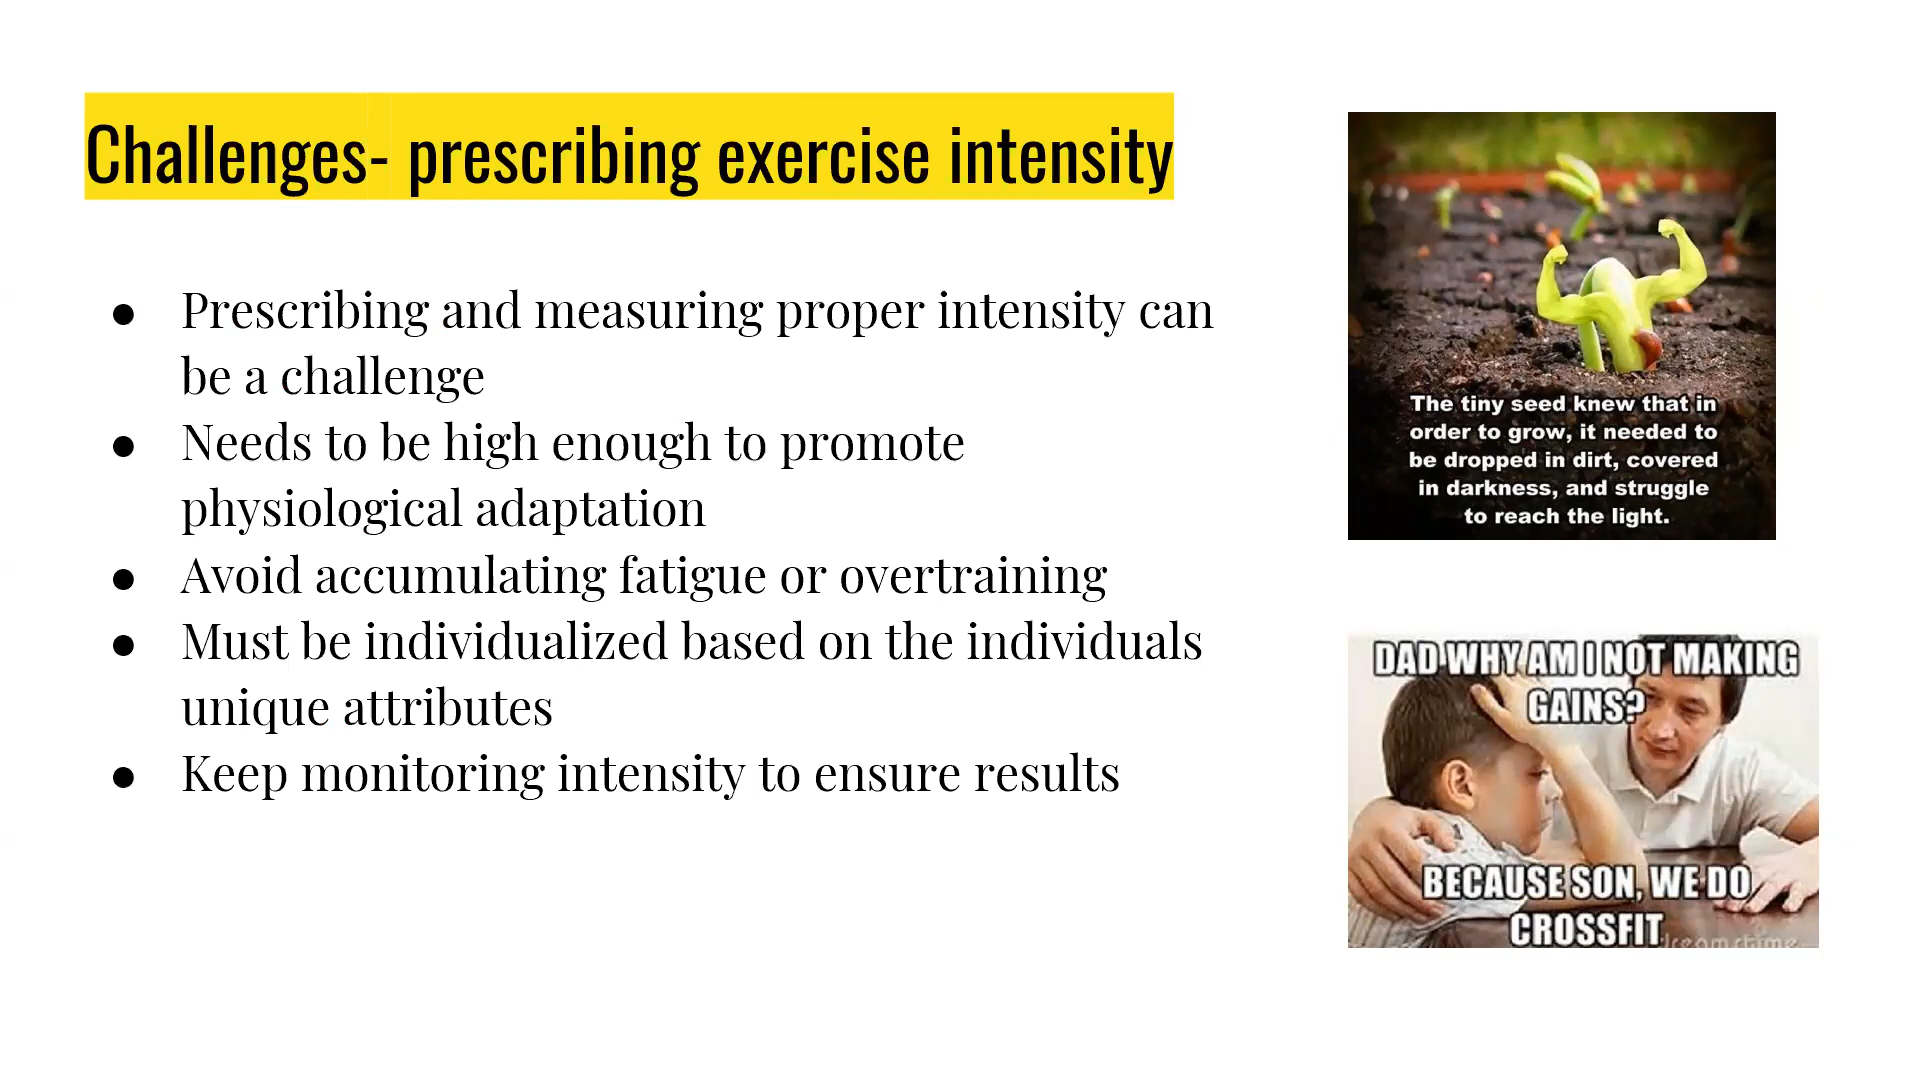 Challenges- prescribing exercise intensity
● Prescribing and measuring proper intensity can
be a challenge
● Needs to be high enough to promote
physiological adaptation
● Avoid accumulating fatigue or overtraining
● Must be individualized based on the individuals
unique attributes
● Keep monitoring intensity to ensure results
The tiny seed knew that in
order to grow, it needed to
be dropped in dirt, covered
in darkness, and struggle
to reach the light.
DAD WHY AM I NOT MAKING
GAINS?
BECAUSE SON, WE DO
CROSSFIT
dreamstime